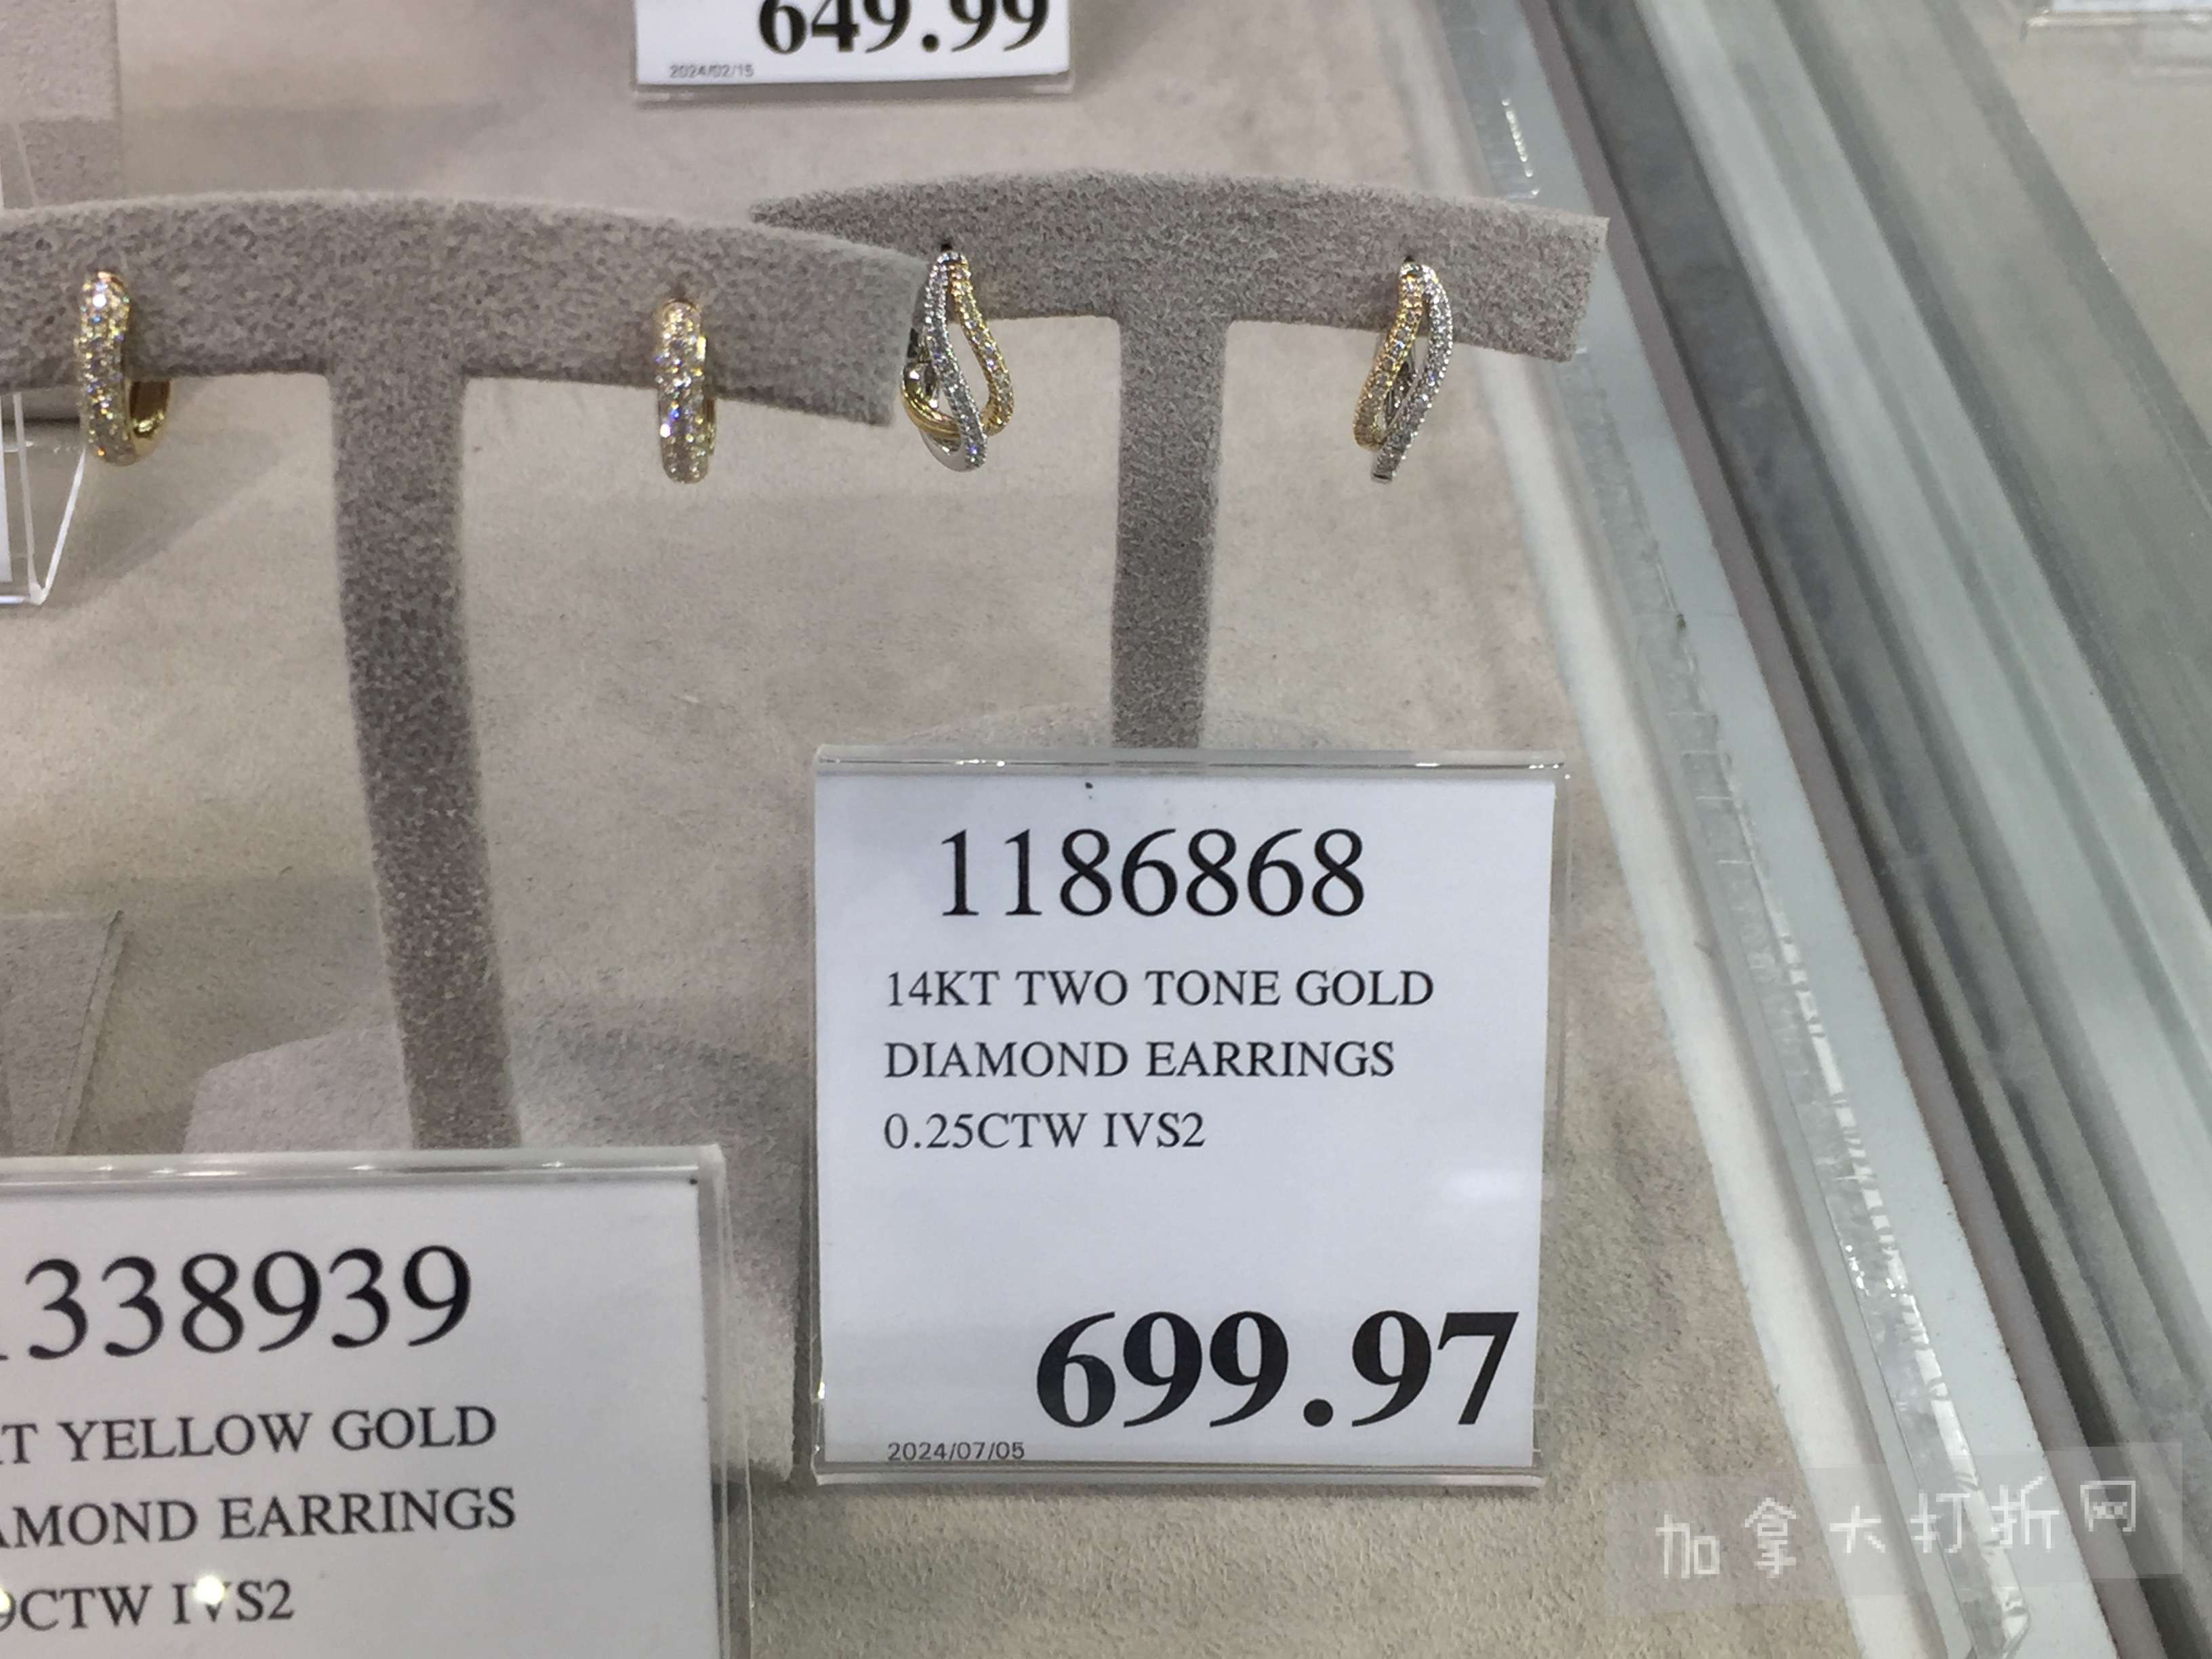 649.99
2024/02/15
1186868
14KT TWO TONE GOLD
DIAMOND EARRINGS
0.25CTW IVS2
699.97
2024/07/05
338939
T YELLOW GOLD
AMOND EARRINGS
CTW IVS2
加拿大打折网